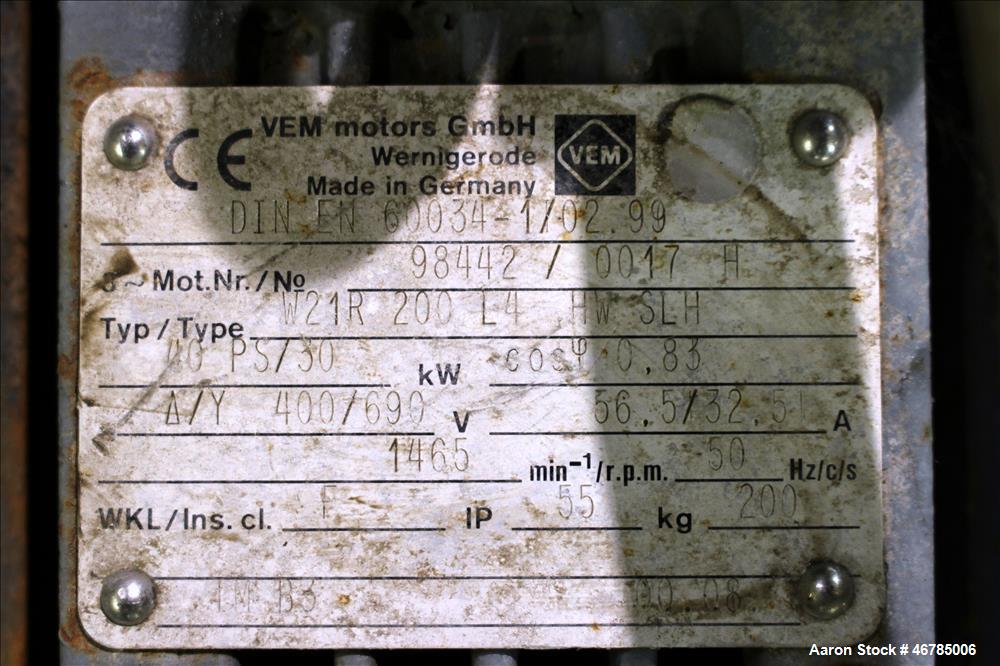 CE VEM motors GmbH
Wernigerode
VEM
Made in Germany
DIN EN 60034-1/02.99
3~ Mot.Nr./№ 98442 / 0017 H
Typ/Type W21R 200 L4 HW SLH
40 PS/30 kW cosφ 0,83
Δ/Y 400/690 V 56,5/32,5 A
1465 min-1/r.p.m. 50 Hz/c/s
WKL/Ins. cl. F IP 55 kg 200
IM B3
Aaron Stock # 46785006